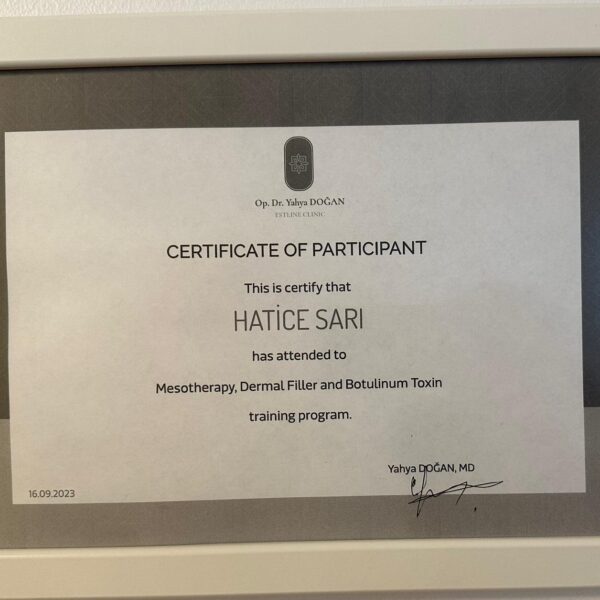 Op. Dr. Yahya DOĞAN
ESTLINE CLINIC
CERTIFICATE OF PARTICIPANT
This is certify that
HATİCE SARI
has attended to
Mesotherapy, Dermal Filler and Botulinum Toxin
training program.
Yahya DOĞAN, MD
16.09.2023